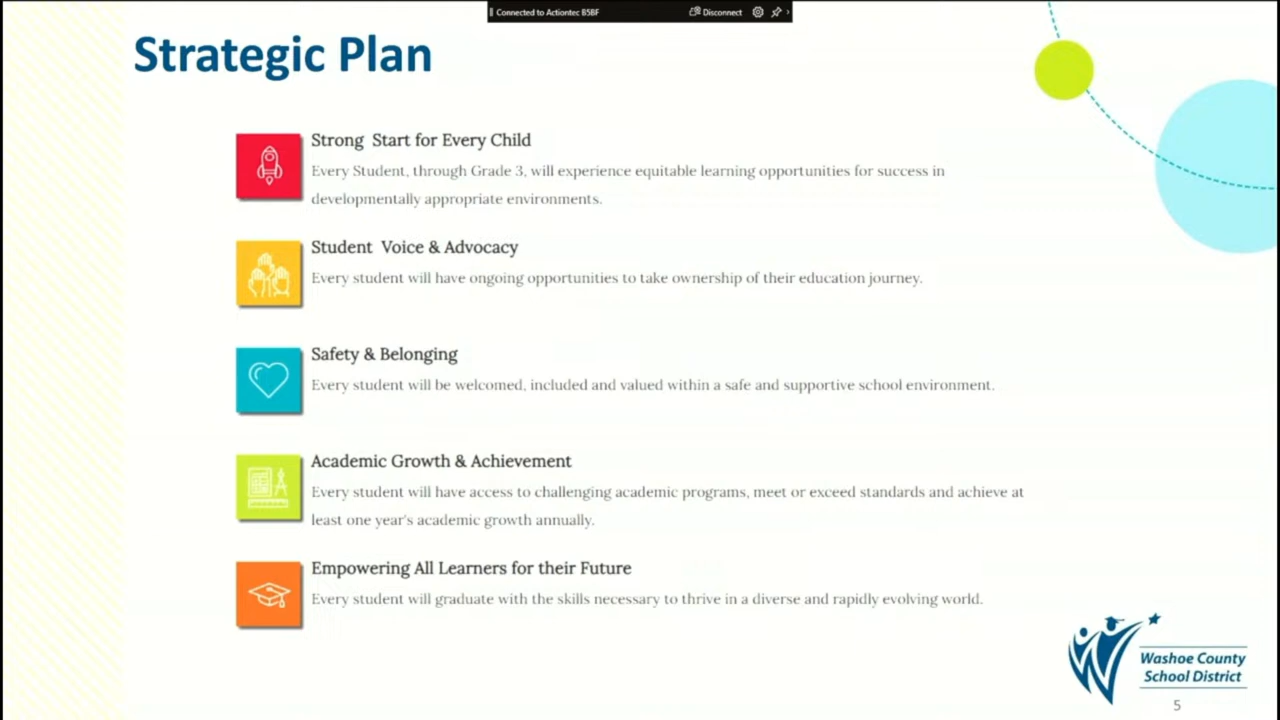 Connected to Actiontec B5BF
Disconnect
Strategic Plan
Strong Start for Every Child
Every Student, through Grade 3, will experience equitable learning opportunities for success in
developmentally appropriate environments.
Student Voice & Advocacy
Every student will have ongoing opportunities to take ownership of their education journey.
Safety & Belonging
Every student will be welcomed, included and valued within a safe and supportive school environment.
Academic Growth & Achievement
Every student will have access to challenging academic programs, meet or exceed standards and achieve at
least one year's academic growth annually.
Empowering All Learners for their Future
Every student will graduate with the skills necessary to thrive in a diverse and rapidly evolving world.
Washoe County
School District
5